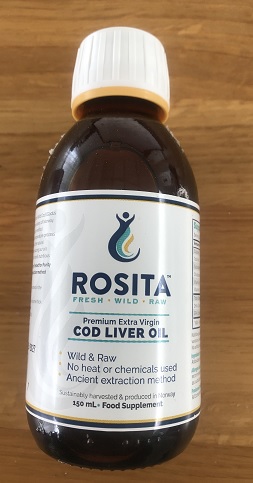 ROSITA™
FRESH • WILD • RAW
Premium Extra Virgin
COD LIVER OIL
• Wild & Raw
• No heat or chemicals used
• Ancient extraction method
Sustainably harvested & produced in Norway
150 mL • Food Supplement